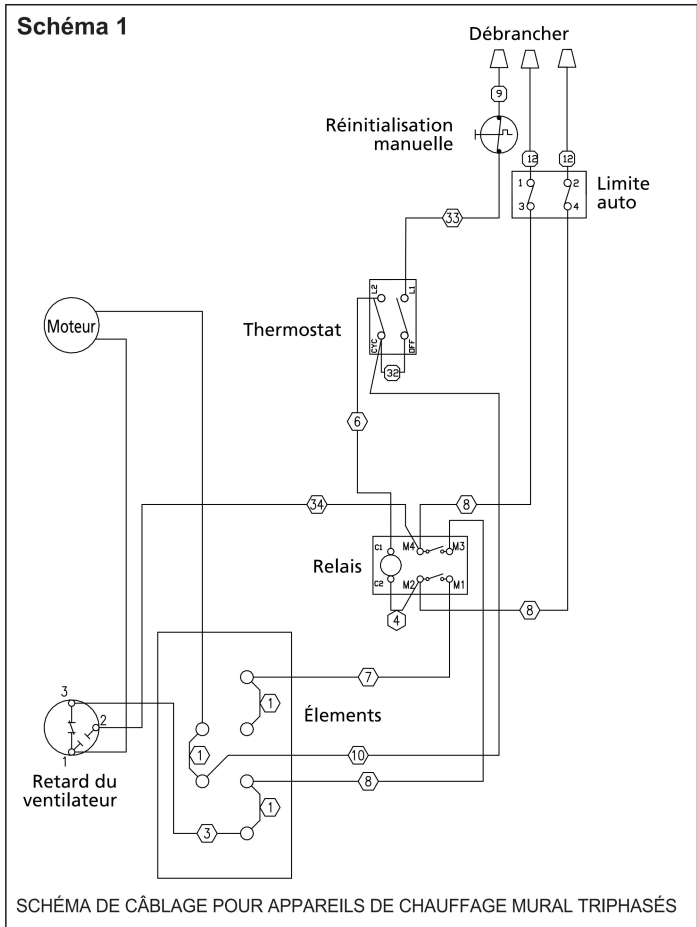 Schéma 1
Débrancher
9
Réinitialisation
manuelle
12
12
1
2
3
4
Limite
auto
33
L2
L1
Moteur
Thermostat
CYC
OFF
32
6
34
8
C1
M4
M3
Relais
C2
M2
M1
4
8
7
1
Élements
3
2
1
1
10
8
1
Retard du
ventilateur
3
SCHÉMA DE CÂBLAGE POUR APPAREILS DE CHAUFFAGE MURAL TRIPHASÉS